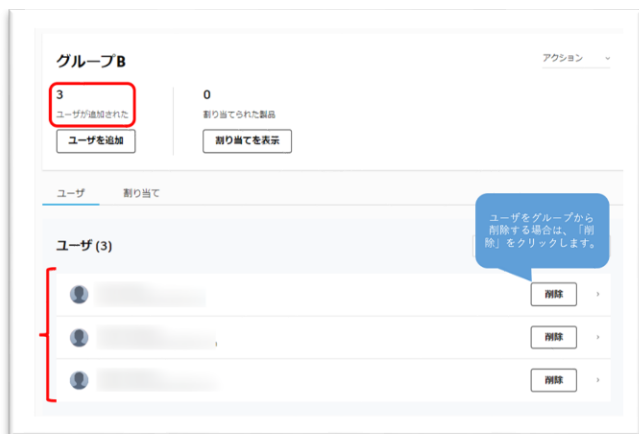 グループB
アクション
3
0
ユーザが追加された
割り当てられた製品
ユーザを追加
割り当てを表示
ユーザ
割り当て
ユーザをグループから
削除する場合は、「削
除」をクリックします。
ユーザ (3)
削除
削除
削除